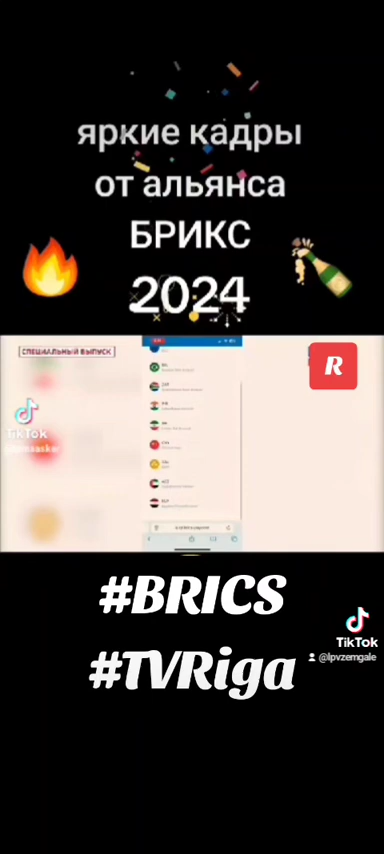 яркие кадры
от альянса
БРИКС
2024
СПЕЦИАЛЬНЫЙ ВЫПУСК
R
TikTok
#BRICS
#TVRiga
TikTok
@lpvzemgale